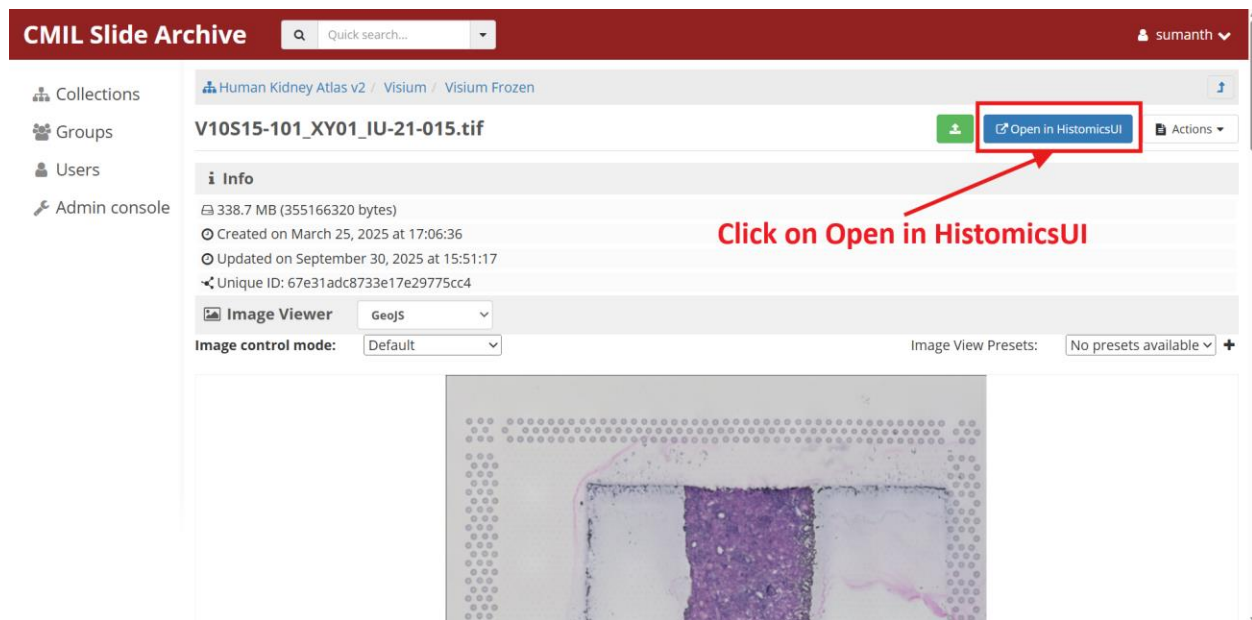 CMIL Slide Archive Quick search... sumanth
Collections
Groups
Users
Admin console
Human Kidney Atlas v2 / Visium / Visium Frozen
V10S15-101_XY01_IU-21-015.tif Open in HistomicsUI Actions
Info
338.7 MB (355166320 bytes)
Created on March 25, 2025 at 17:06:36
Updated on September 30, 2025 at 15:51:17
Unique ID: 67e31adc8733e17e29775cc4
Click on Open in HistomicsUI
Image Viewer GeoJS
Image control mode: Default Image View Presets: No presets available